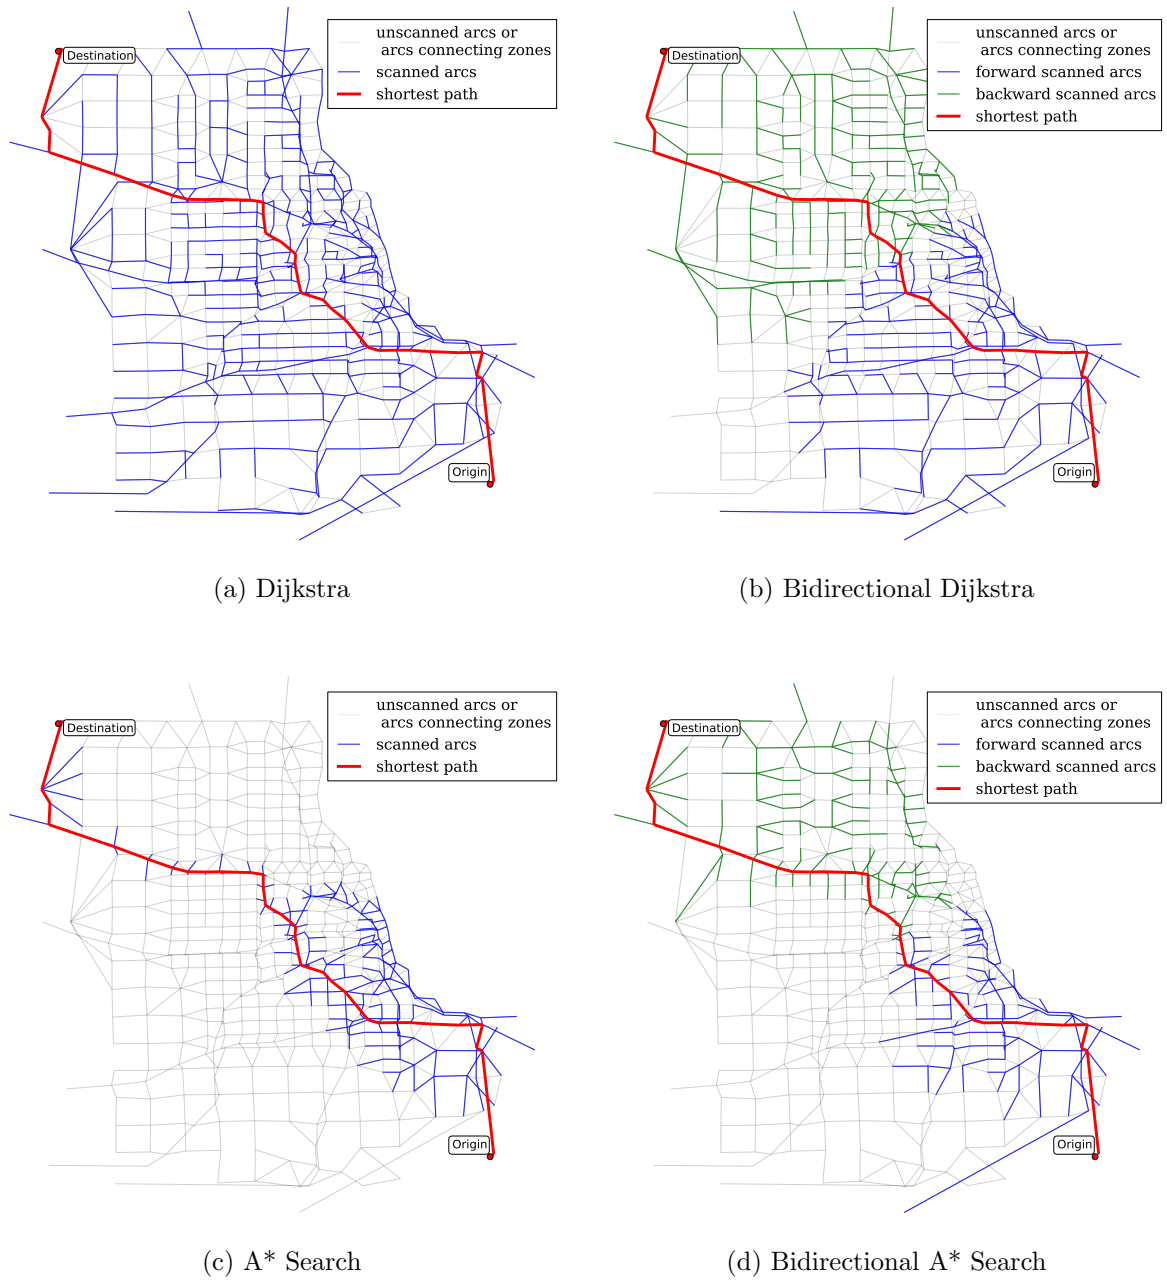 Destination
unscanned arcs or
arcs connecting zones
scanned arcs
shortest path
Origin
(a) Dijkstra
Destination
unscanned arcs or
arcs connecting zones
forward scanned arcs
backward scanned arcs
shortest path
Origin
(b) Bidirectional Dijkstra
Destination
unscanned arcs or
arcs connecting zones
scanned arcs
shortest path
Origin
(c) A* Search
Destination
unscanned arcs or
arcs connecting zones
forward scanned arcs
backward scanned arcs
shortest path
Origin
(d) Bidirectional A* Search